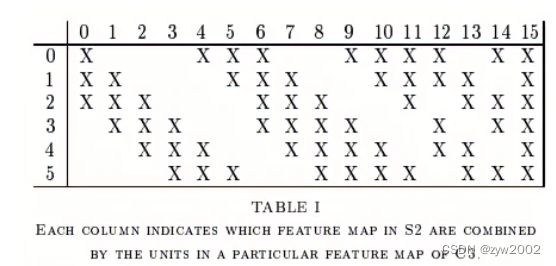 0 1 2 3 4 5 6 7 8 9 10 11 12 13 14 15
0 X X X X X X X X X X
1 X X X X X X X X X X
2 X X X X X X X X X X
3 X X X X X X X X X X
4 X X X X X X X X X X
5 X X X X X X X X X X
TABLE I
EACH COLUMN INDICATES WHICH FEATURE MAP IN S2 ARE COMBINED
BY THE UNITS IN A PARTICULAR FEATURE MAP OF C3.
CSDN @zyw2002